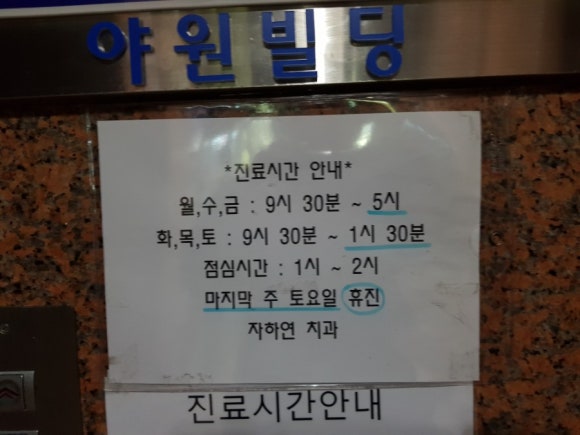 야원빌딩
*진료시간 안내*
월,수,금 : 9시 30분 ~ 5시
화,목,토 : 9시 30분 ~ 1시 30분
점심시간 : 1시 ~ 2시
마지막 주 토요일 휴진
자하연 치과
진료시간안내